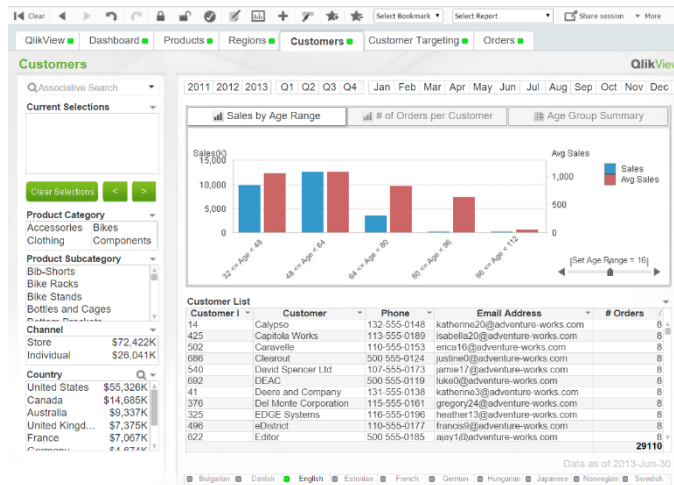 Clear Select Bookmark Select Report Share session More
QlikView Dashboard Products Regions Customers Customer Targeting Orders
Customers
QlikView
Associative Search
2011 2012 2013 Q1 Q2 Q3 Q4 Jan Feb Mar Apr May Jun Jul Aug Sep Oct Nov Dec
Current Selections
Clear Selections < >
Product Category
Accessories Bikes
Clothing Components
Product Subcategory
Bib-Shorts
Bike Racks
Bike Stands
Bottles and Cages
Bottom Brackets
Channel
Store $72,422K
Individual $26,041K
Country
United States $55,326K
Canada $14,685K
Australia $9,337K
United Kingd... $7,375K
France $7,067K
Germany $4,674K
Sales by Age Range # of Orders per Customer Age Group Summary
Sales(K) Avg Sales
15,000
10,000
5,000
0
1,000
500
0
Sales
Avg Sales
32 <= Age < 48
48 <= Age < 64
64 <= Age < 80
80 <= Age < 96
96 <= Age < 112
Set Age Range = 16
Customer List
Customer I Customer Phone Email Address # Orders
14 Calypso 132-555-0148 katherine20@adventure-works.com 8
425 Capitola Works 113-555-0189 isabella20@adventure-works.com 8
502 Caravelle 110-555-0153 erica16@adventure-works.com 8
686 Clearout 500 555-0124 justine0@adventure-works.com 8
540 David Spencer Ltd. 107-555-0173 jamie17@adventure-works.com 8
692 DEAC 500 555-0119 luke0@adventure-works.com 8
41 Deere and Company 131-555-0138 katherine3@adventure-works.com 8
376 Del Monte Corporation 115-555-0161 gregory24@adventure-works.com 8
325 EDGE Systems 116-555-0196 heather13@adventure-works.com 8
496 eDistrict 110-555-0177 francis9@adventure-works.com 8
622 Editor 500 555-0185 ajay1@adventure-works.com 8
29110
Data as of 2013-Jun-30
Bulgarian Danish English Estonian French German Hungarian Japanese Norwegian Swedish